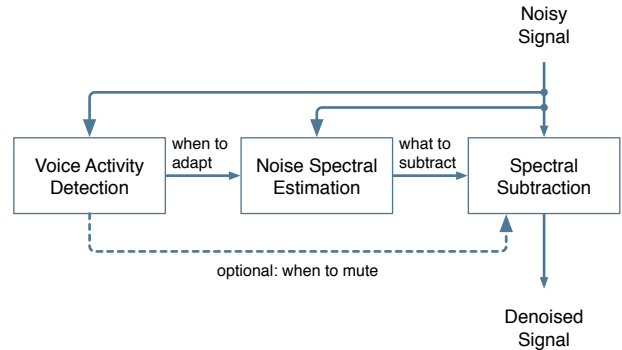 Noisy
Signal
when to
adapt
what to
subtract
Voice Activity
Detection
Noise Spectral
Estimation
Spectral
Subtraction
optional: when to mute
Denoised
Signal